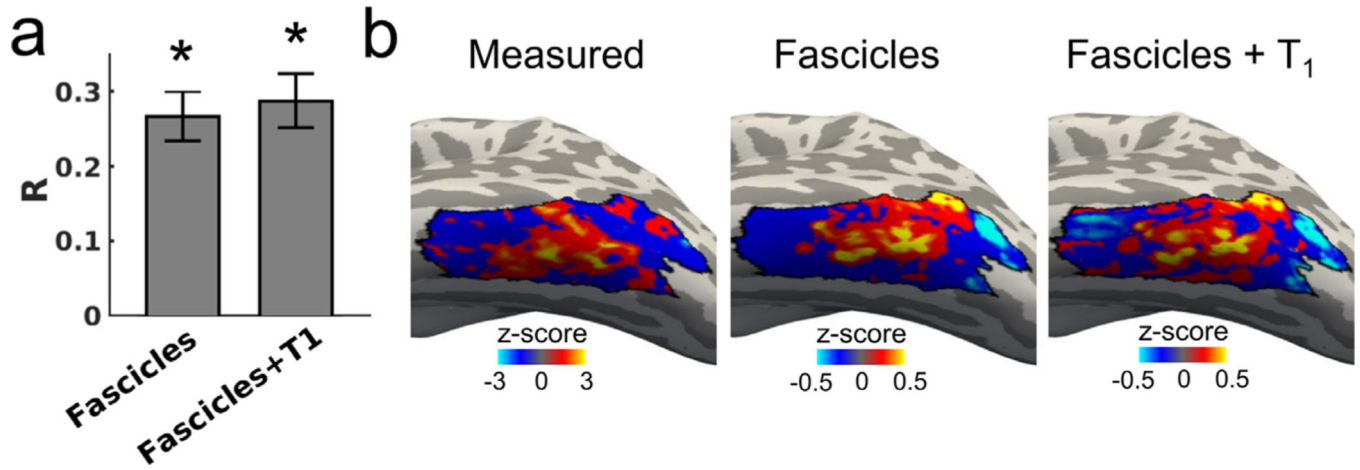 a
*
*
0.3
0.2
0.1
0
R
Fascicles
Fascicles+T1
b
Measured
Fascicles
Fascicles + T₁
z-score
-3 0 3
z-score
-0.5 0 0.5
z-score
-0.5 0 0.5